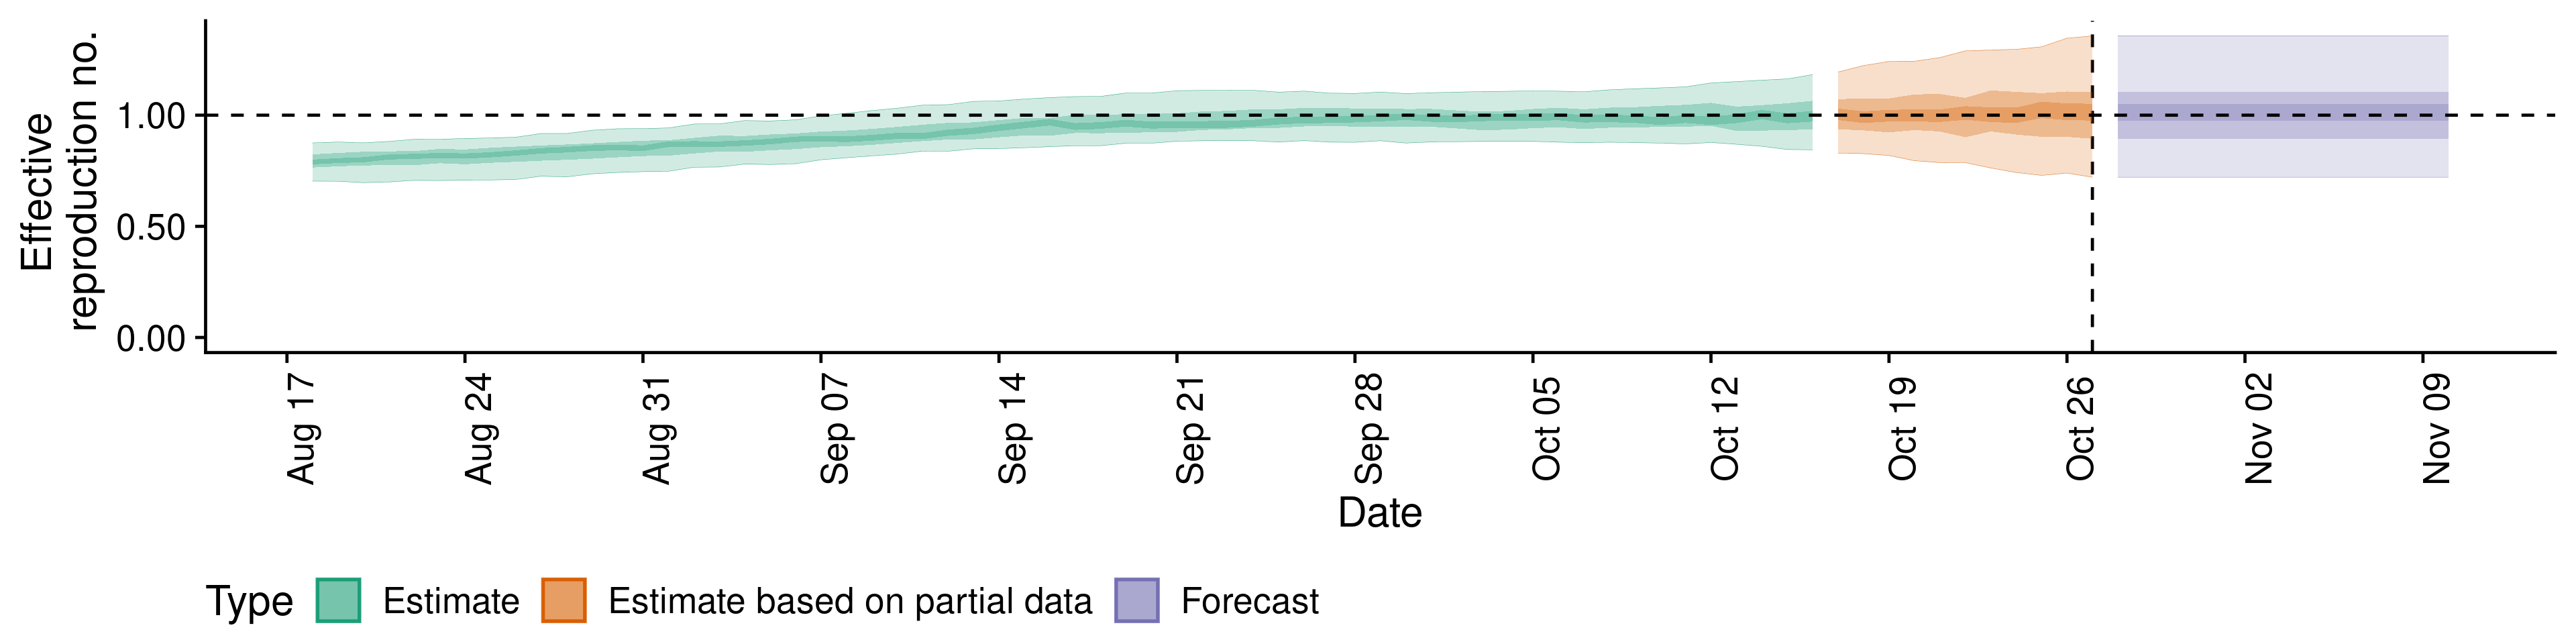 Effective
reproduction no.
1.00
0.50
0.00
Aug 17
Aug 24
Aug 31
Sep 07
Sep 14
Sep 21
Sep 28
Oct 05
Oct 12
Oct 19
Oct 26
Nov 02
Nov 09
Date
Type Estimate Estimate based on partial data Forecast